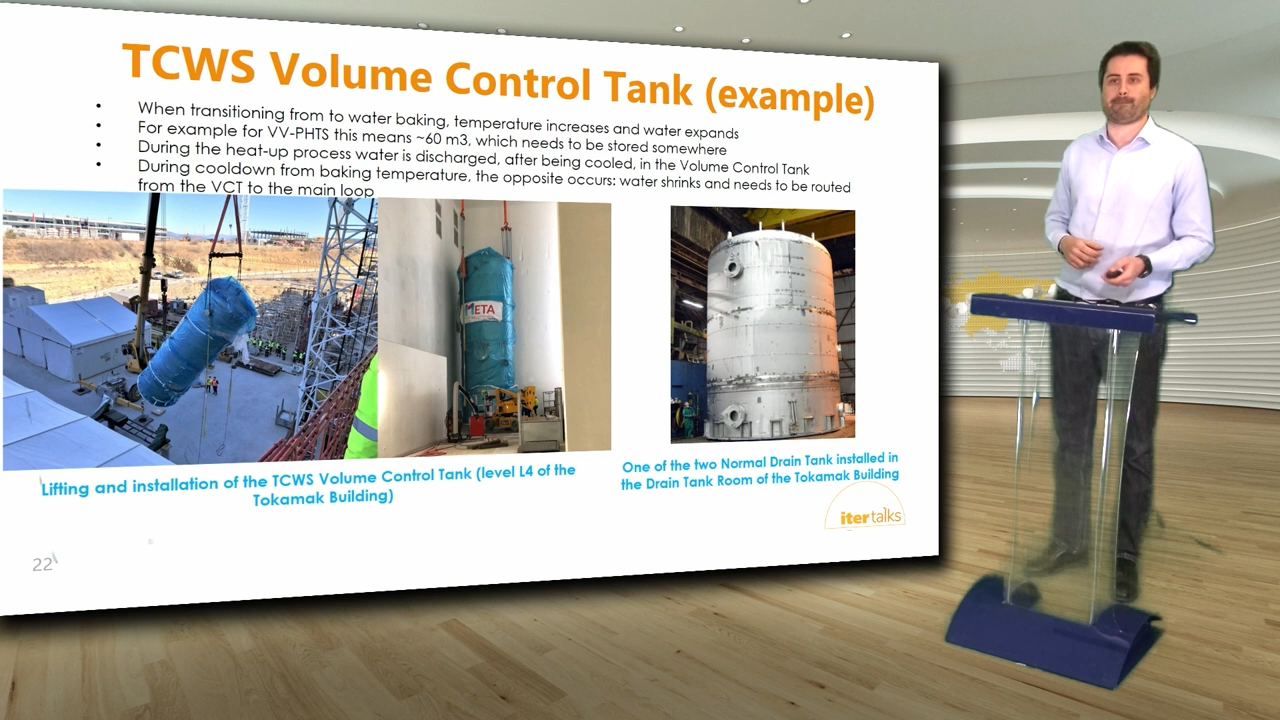 TCWS Volume Control Tank (example)
• When transitioning from to water baking, temperature increases and water expands
• For example for VV-PHTS this means ~60 m3, which needs to be stored somewhere
• During the heat-up process water is discharged, after being cooled, in the Volume Control Tank
• During cooldown from baking temperature, the opposite occurs: water shrinks and needs to be routed
from the VCT to the main loop
META
Lifting and installation of the TCWS Volume Control Tank (level L4 of the
Tokamak Building)
One of the two Normal Drain Tank installed in
the Drain Tank Room of the Tokamak Building
iter talks
22